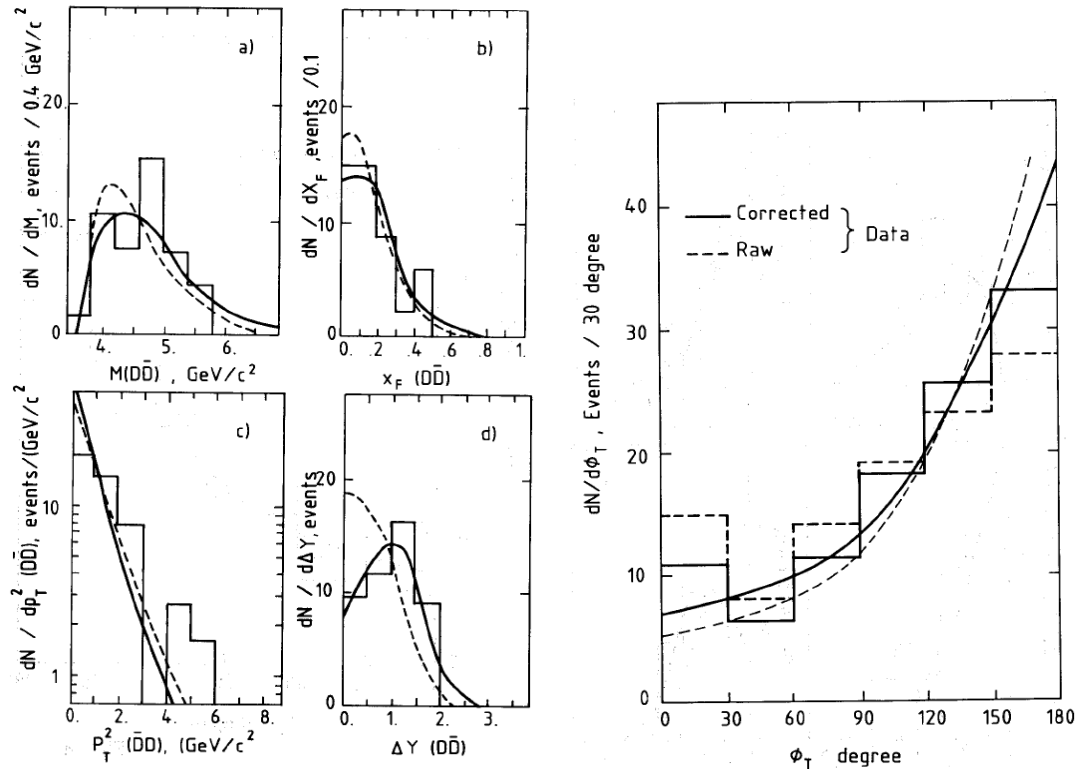 a)
dN / dM , events / 0.4 GeV/c²
20.
10.
0
4. 5. 6.
M(DD̄) , GeV/c²
b)
dN / dX_F , events /0.1
20
10
0
0. .2 .4 .6 .8 1.
x_F (DD̄)
c)
dN / dp_T² (DD̄), events/(GeV/c²
10
1
0. 2. 4. 6. 8.
P_T² (D̄D), (GeV/c²
d)
dN / dΔY, events
20
10
0
0. 1. 2. 3. 4.
ΔY (DD̄)
dN/dϕ_T , Events / 30 degree
40
30
20
10
0
Corrected
Raw
Data
0 30 60 90 120 150 180
ϕ_T degree